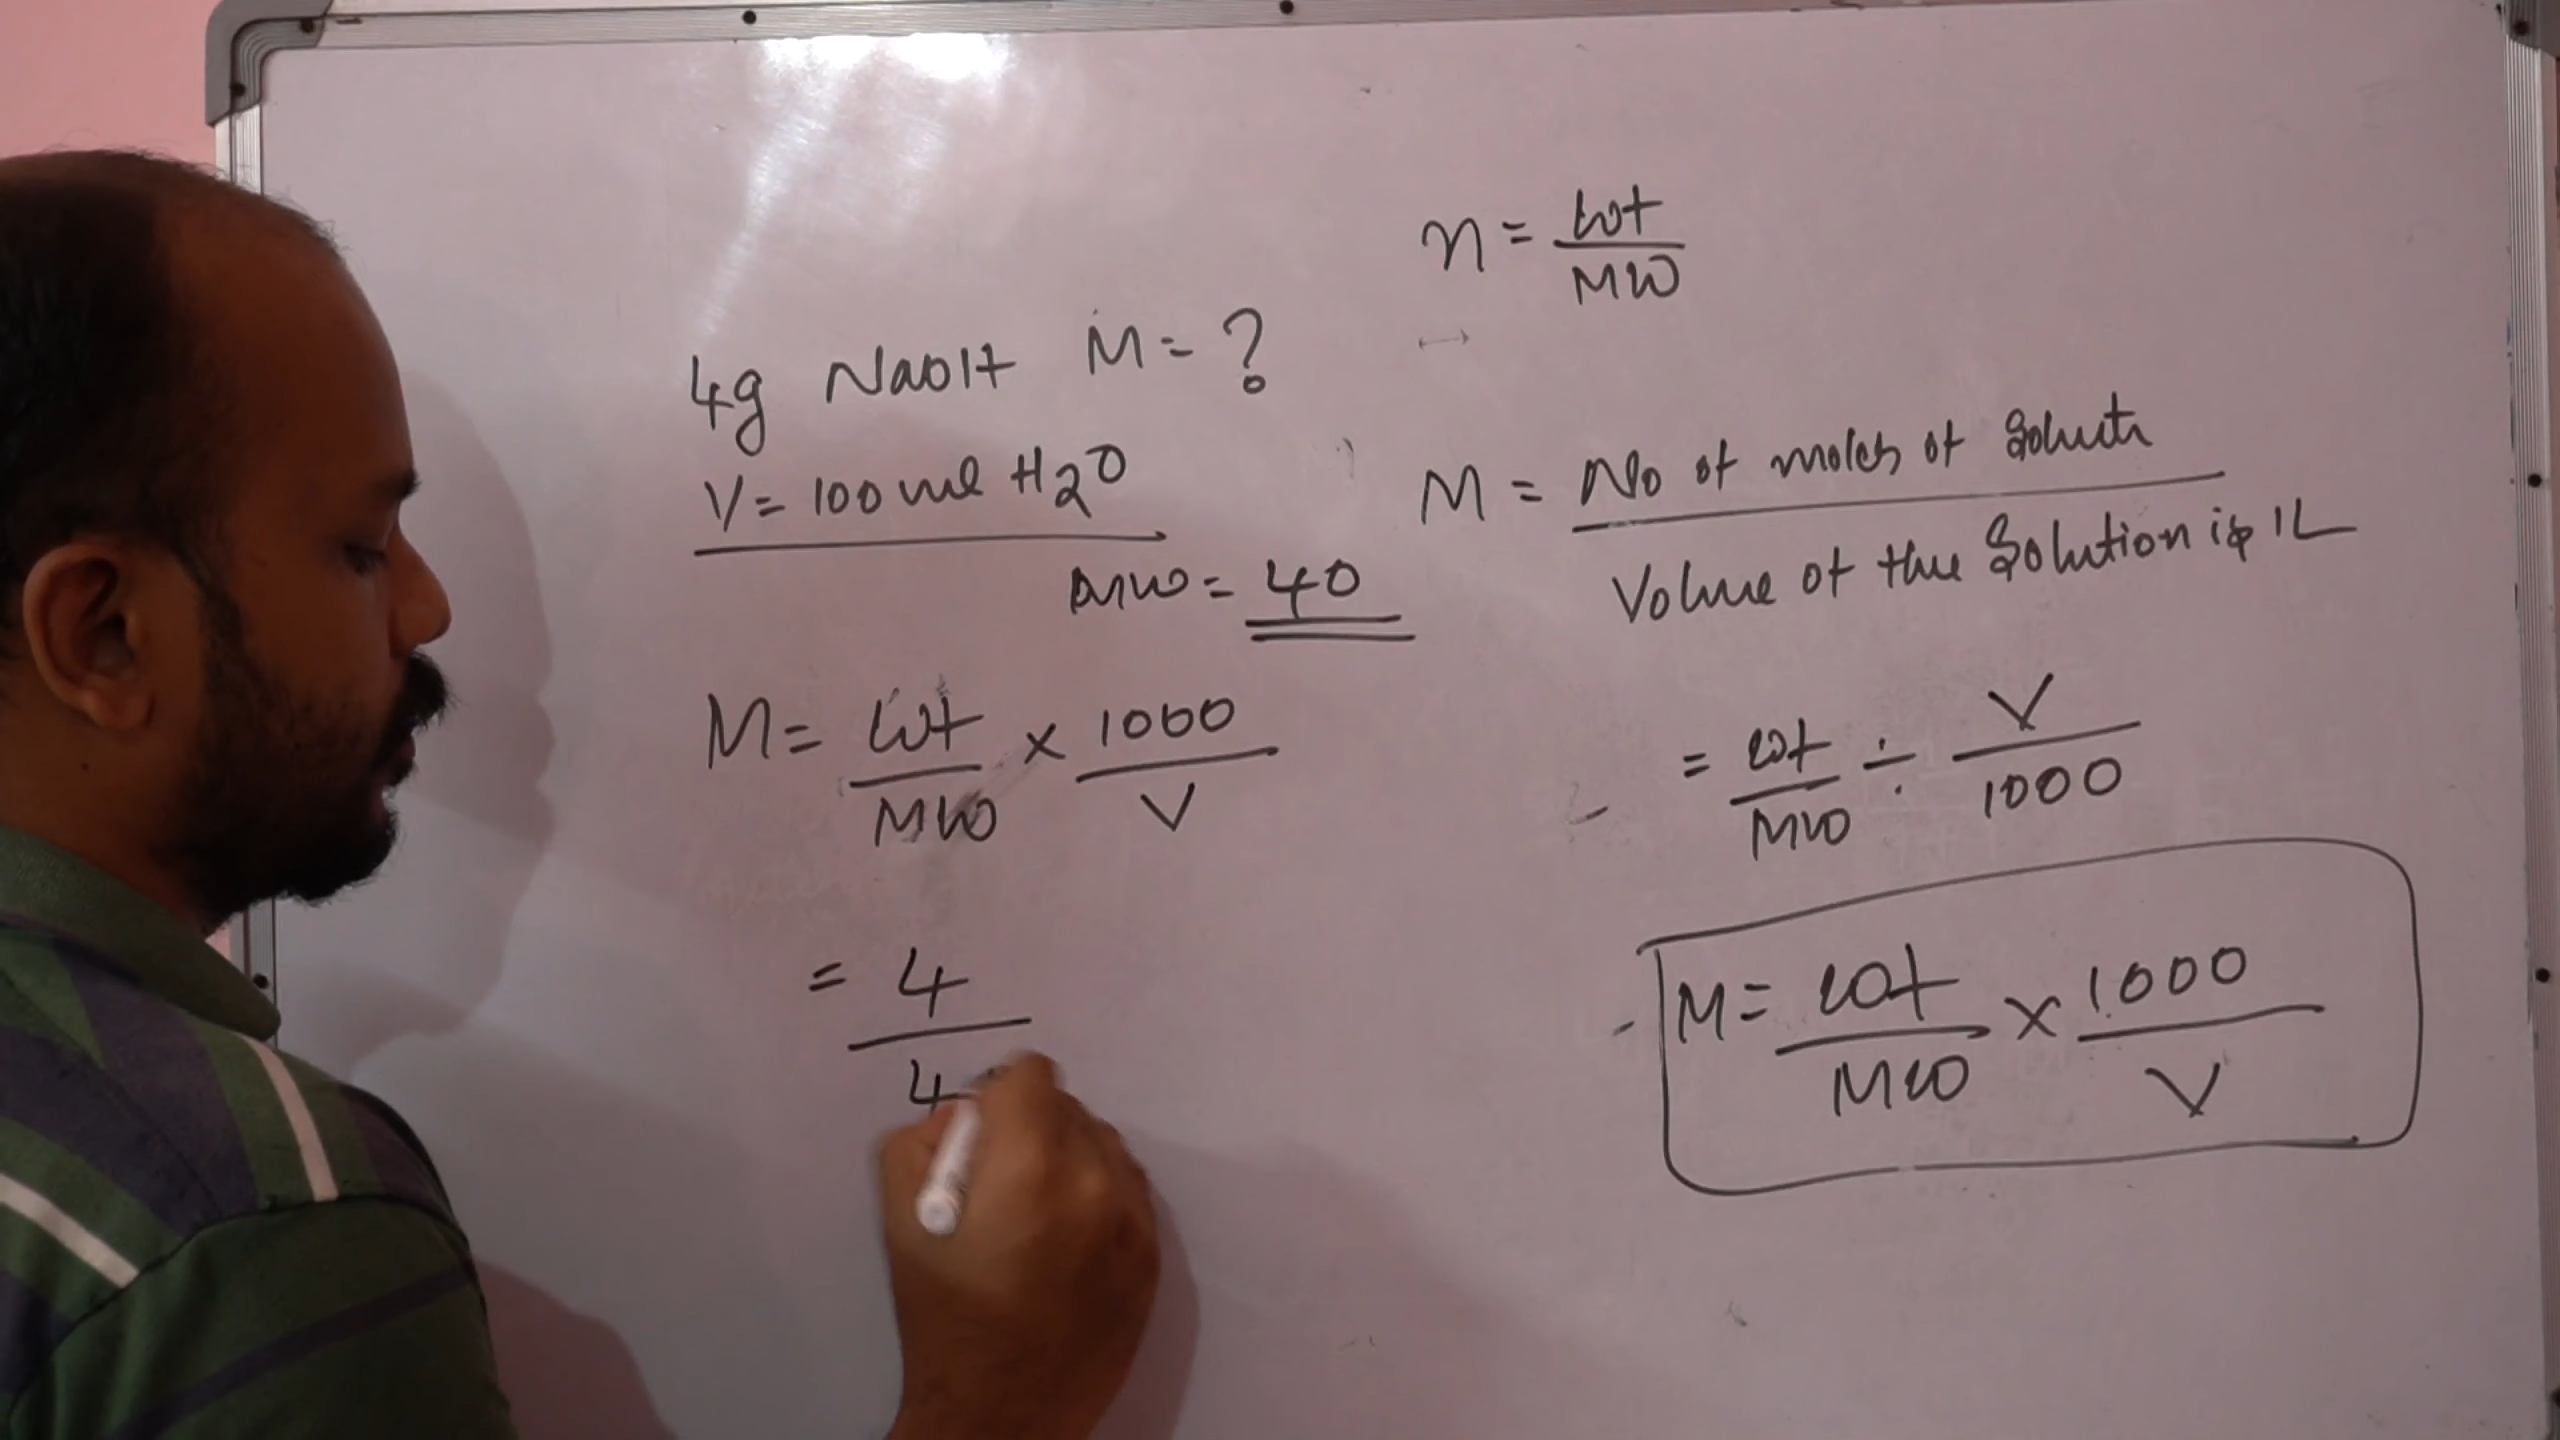 4g NaOH M = ?
V = 100 ml H2O
MW = 40
M = wt/MW × 1000/V
= 4/4
n = wt/MW
M = No of moles of Solute / Volume of the Solution is 1L
= wt/MW ÷ V/1000
M = wt/MW × 1000/V